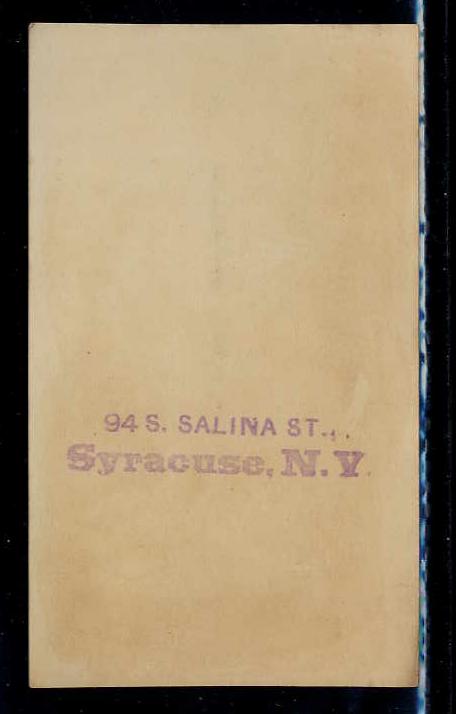 94 S. SALINA ST.,
Syracuse, N. Y